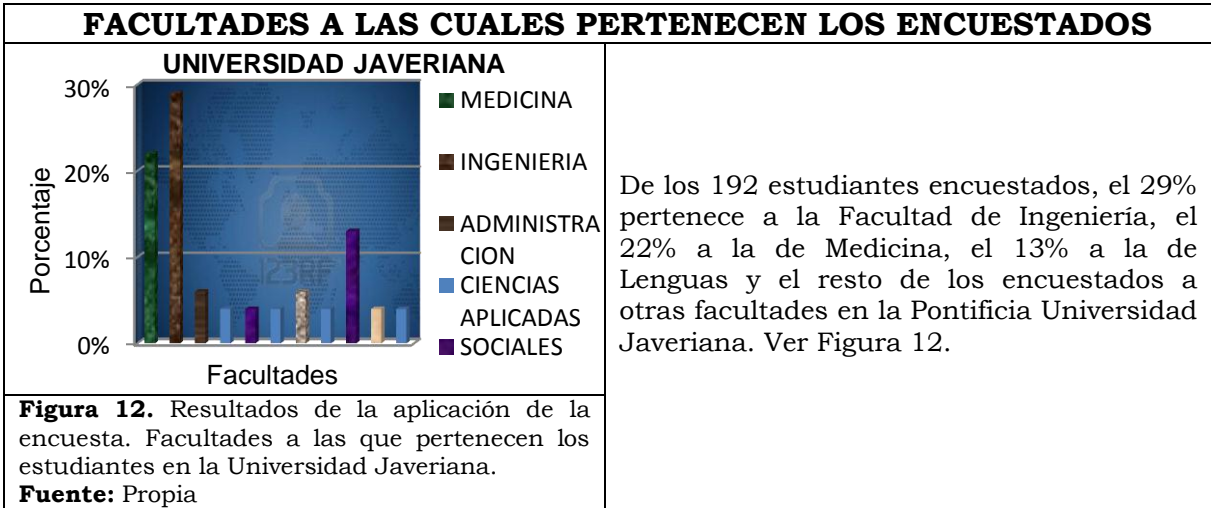 FACULTADES A LAS CUALES PERTENECEN LOS ENCUESTADOS
UNIVERSIDAD JAVERIANA
30%
20%
10%
0%
Porcentaje
Facultades
MEDICINA
INGENIERIA
ADMINISTRA
CION
CIENCIAS
APLICADAS
SOCIALES
Figura 12. Resultados de la aplicación de la
encuesta. Facultades a las que pertenecen los
estudiantes en la Universidad Javeriana.
Fuente: Propia
De los 192 estudiantes encuestados, el 29%
pertenece a la Facultad de Ingeniería, el
22% a la de Medicina, el 13% a la de
Lenguas y el resto de los encuestados a
otras facultades en la Pontificia Universidad
Javeriana. Ver Figura 12.